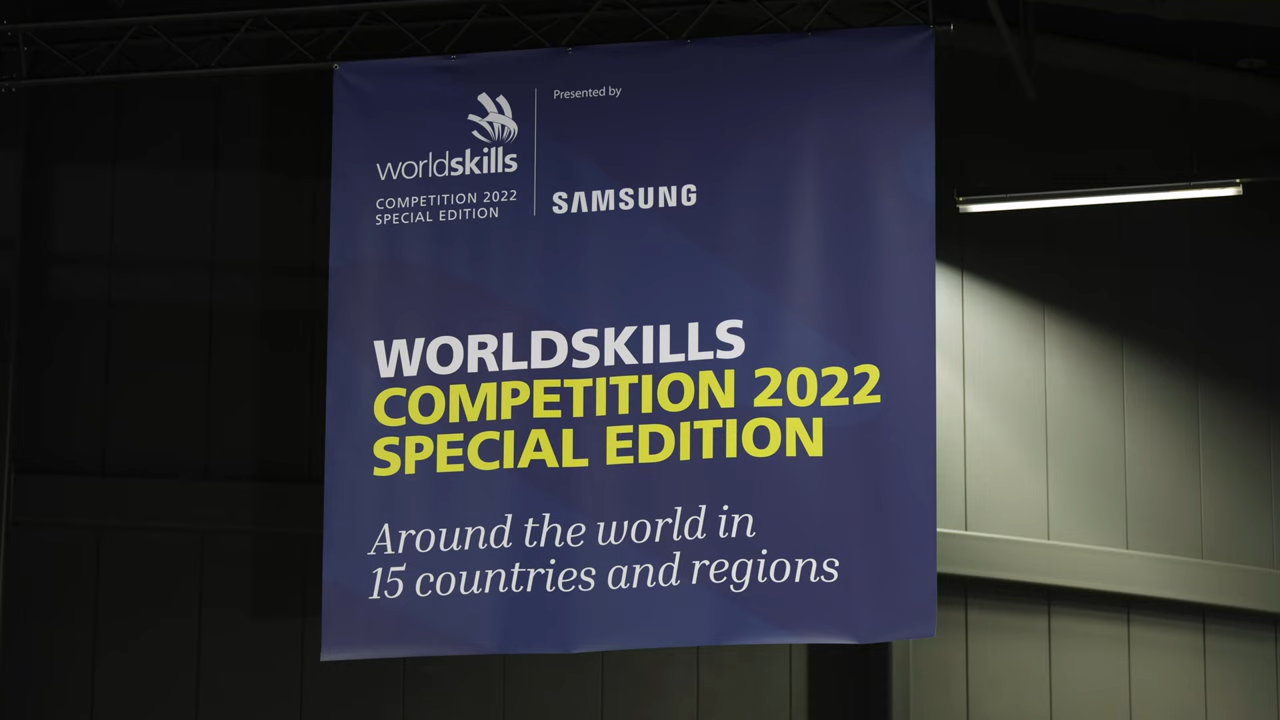 worldskills
COMPETITION 2022
SPECIAL EDITION
Presented by
SAMSUNG
WORLDSKILLS
COMPETITION 2022
SPECIAL EDITION
Around the world in
15 countries and regions